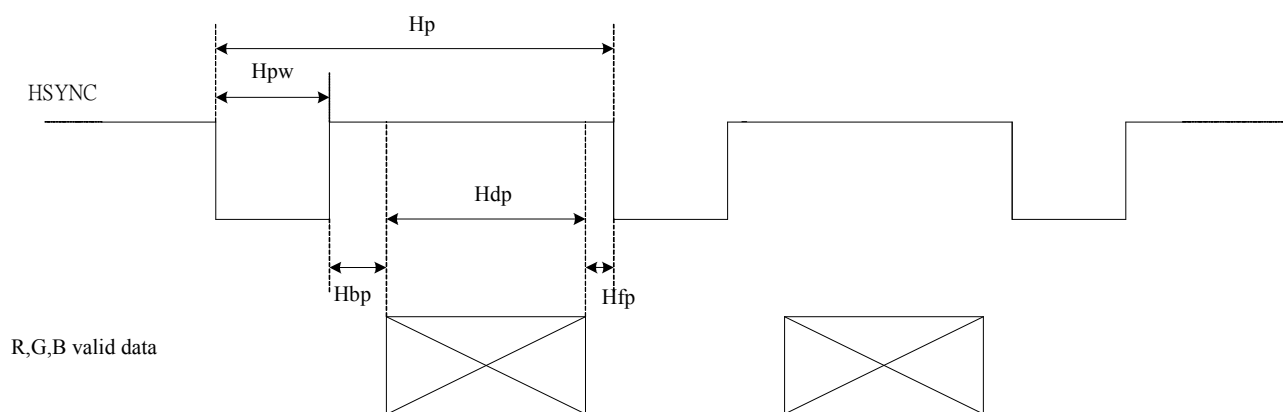 Hp
Hpw
HSYNC
Hdp
Hbp
Hfp
R,G,B valid data